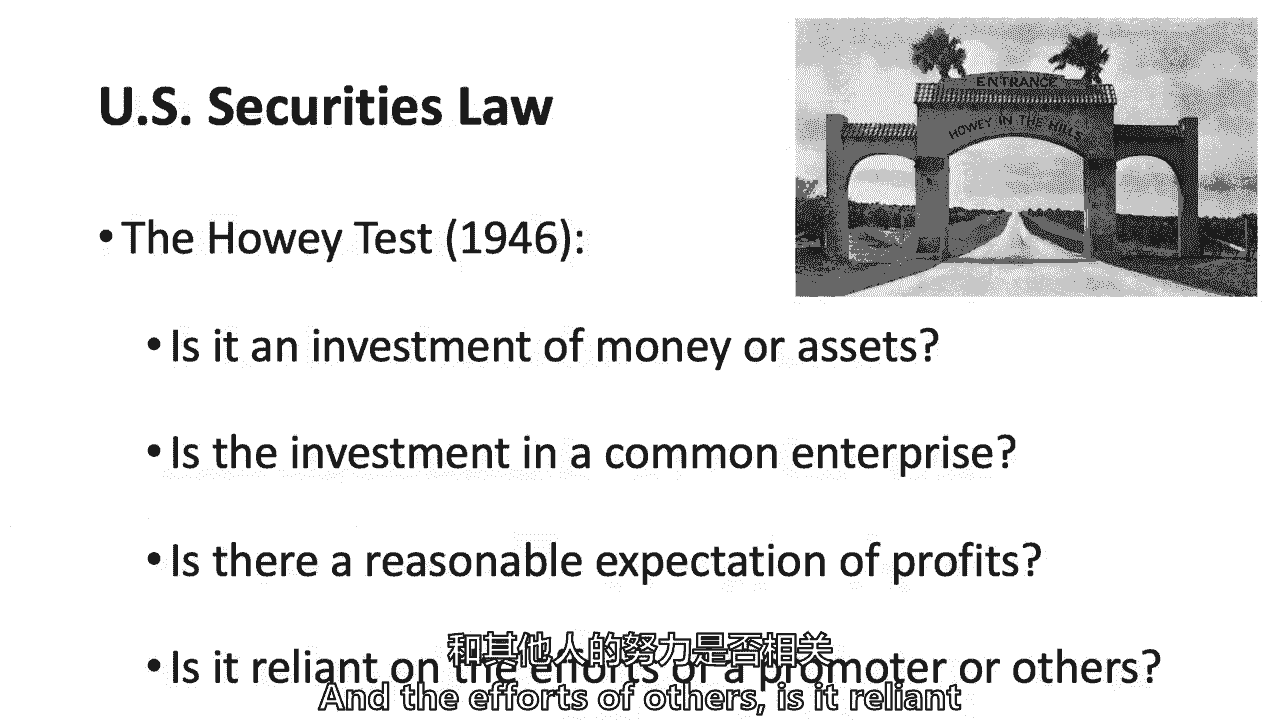 U.S. Securities Law
ENTRANCE
HOWEY IN THE HILLS
• The Howey Test (1946):
• Is it an investment of money or assets?
• Is the investment in a common enterprise?
• Is there a reasonable expectation of profits?
• Is it reliant on the efforts of a promoter or others?
和其他人的努力是否相关
And the efforts of others, is it reliant